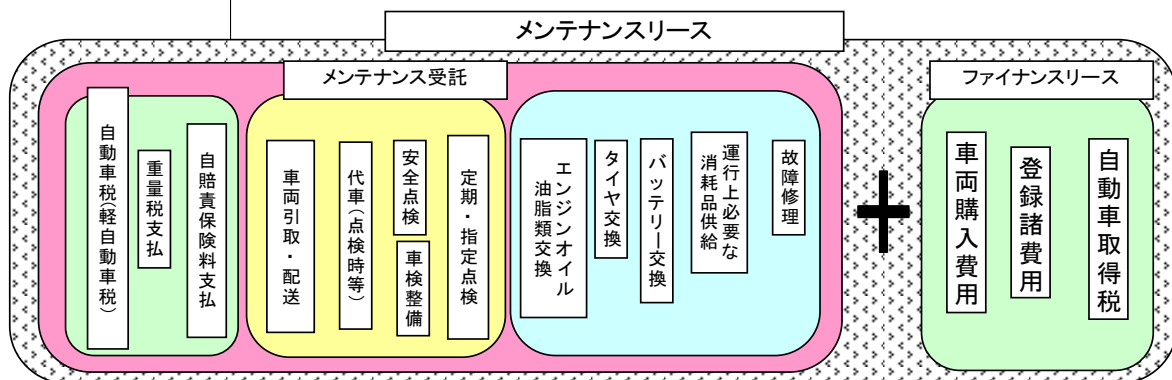 メンテナンスリース
メンテナンス受託
ファイナンスリース
自動車税(軽自動車税)
重量税支払
自賠責保険料支払
車両引取・配送
代車(点検時等)
安全点検
車検整備
定期・指定点検
エンジンオイル
油脂類交換
タイヤ交換
バッテリー交換
運行上必要な
消耗品供給
故障修理
+
車両購入費用
登録諸費用
自動車取得税